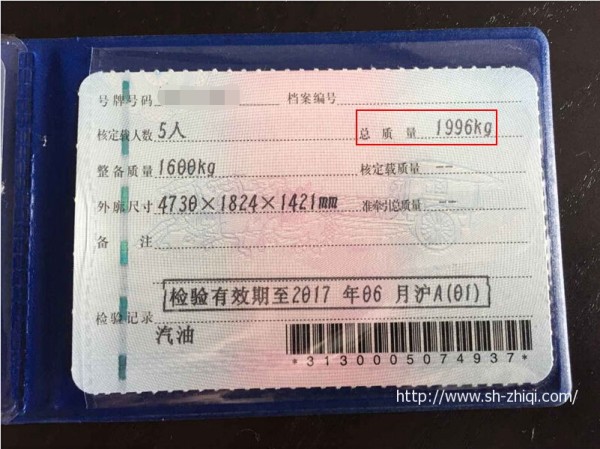 号牌号码 档案编号
核定载人数 5人 总质量 1996kg
整备质量 1600kg 核定载质量 --
外廓尺寸 4730×1824×1421mm 准牵引总质量 --
备注
检验有效期至2017 年06 月沪A(01)
检验记录
汽油
*3130005074937*
http://www.sh-zhiqi.com/